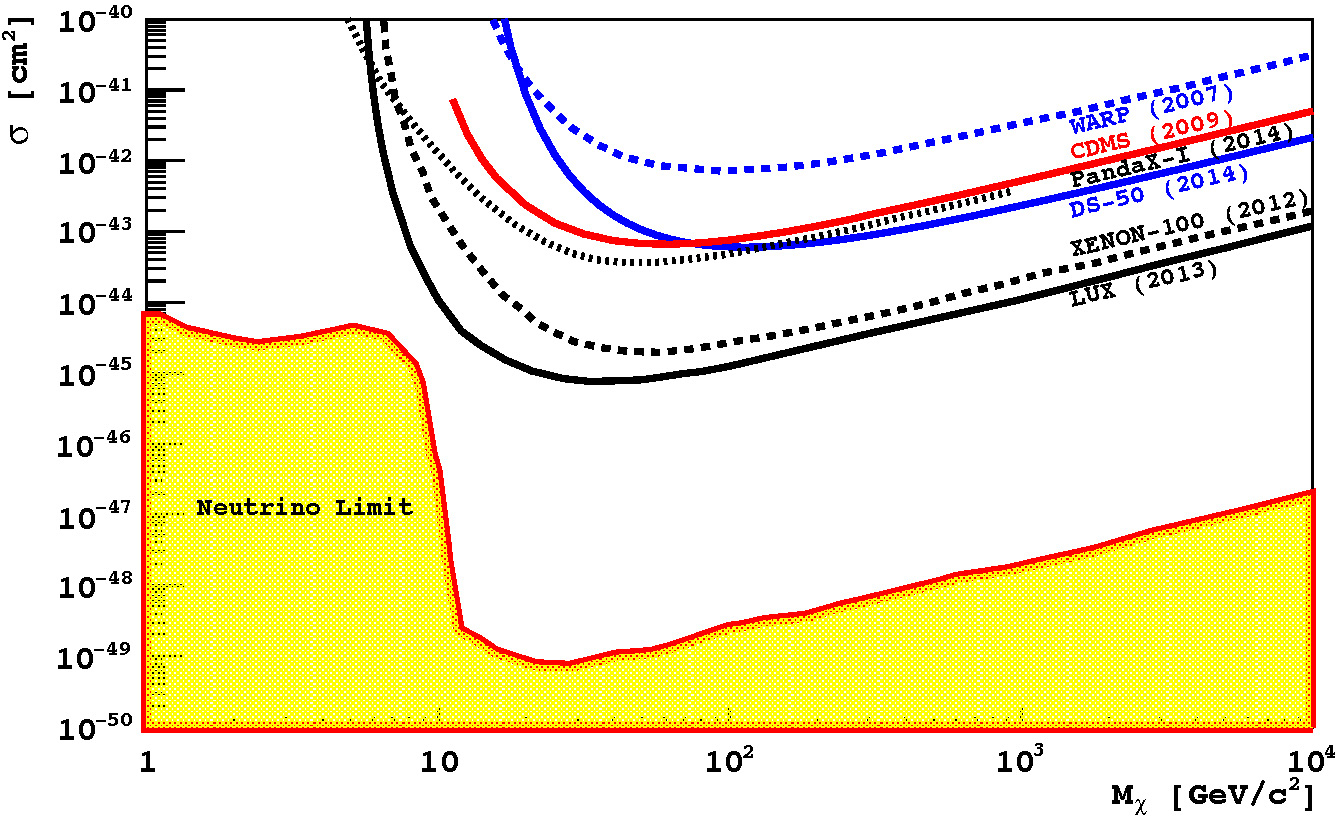 σ [cm²]
10⁻⁴⁰
10⁻⁴¹
10⁻⁴²
10⁻⁴³
10⁻⁴⁴
10⁻⁴⁵
10⁻⁴⁶
10⁻⁴⁷
10⁻⁴⁸
10⁻⁴⁹
10⁻⁵⁰
WARP (2007)
CDMS (2009)
PandaX-I (2014)
DS-50 (2014)
XENON-100 (2012)
LUX (2013)
Neutrino Limit
1 10 10² 10³ 10⁴
Mᵪ [GeV/c²]